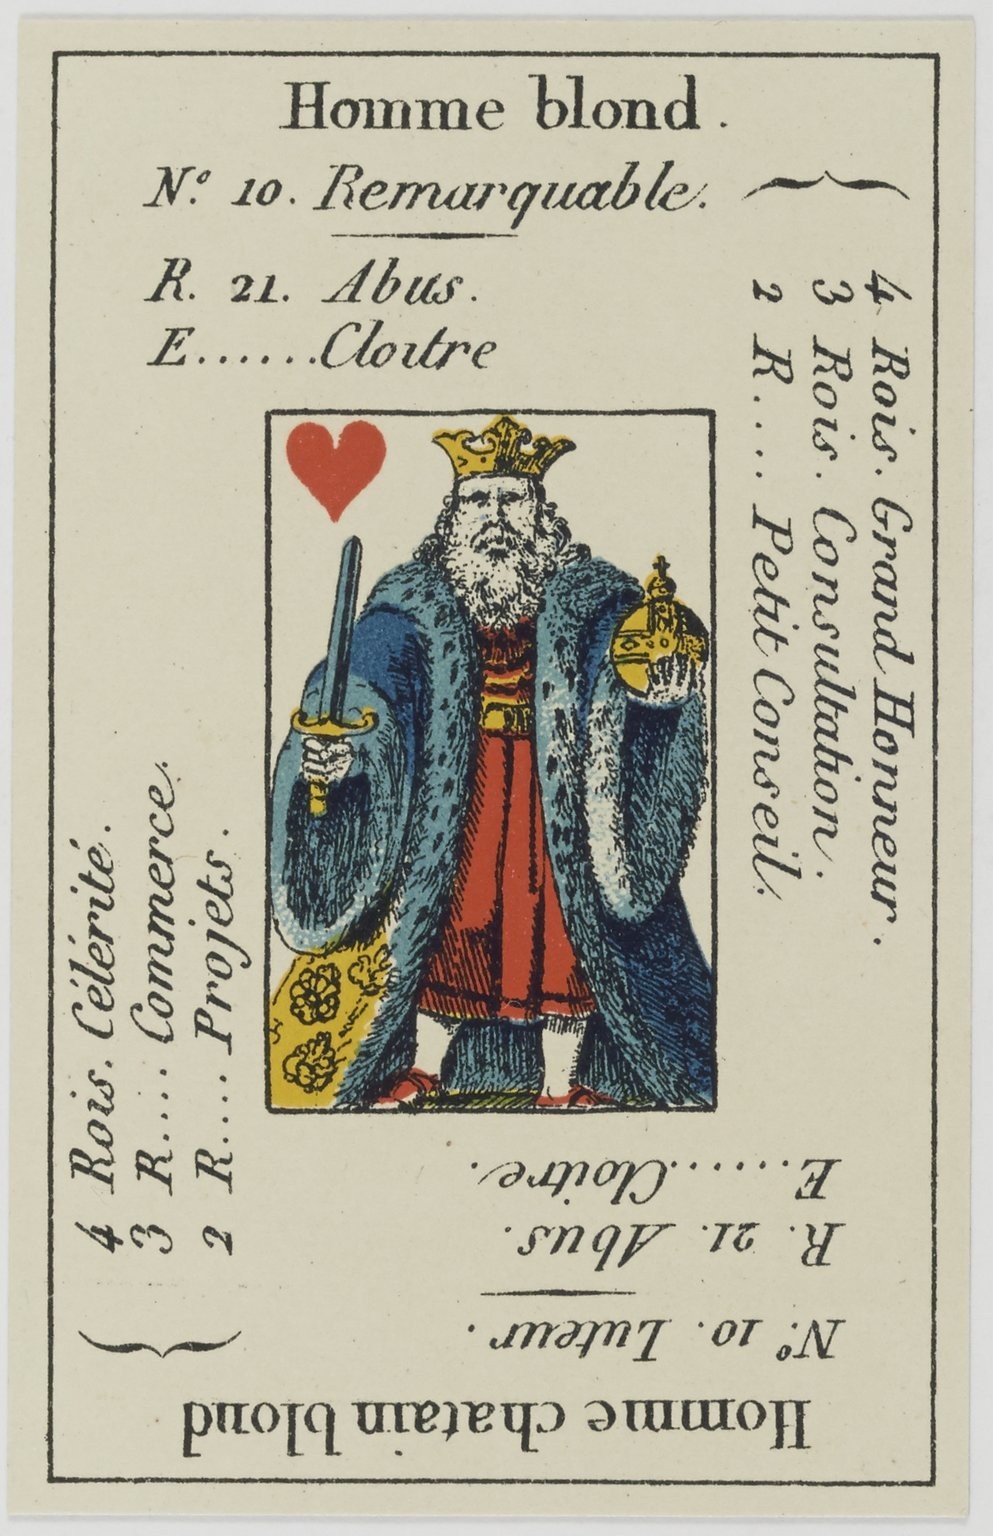 Homme blond.
N.o 10. Remarquable.
R. 21. Abus.
E......Cloitre
4 Rois. Grand Honneur.
3 Rois. Consultation.
2 R.... Petit Conseil.
4 Rois. Célérité.
3 R.... Commerce.
2 R.... Projets.
Homme chatain blond
N.o 10. Tuteur.
R. 21. Abus.
E......Cloitre.